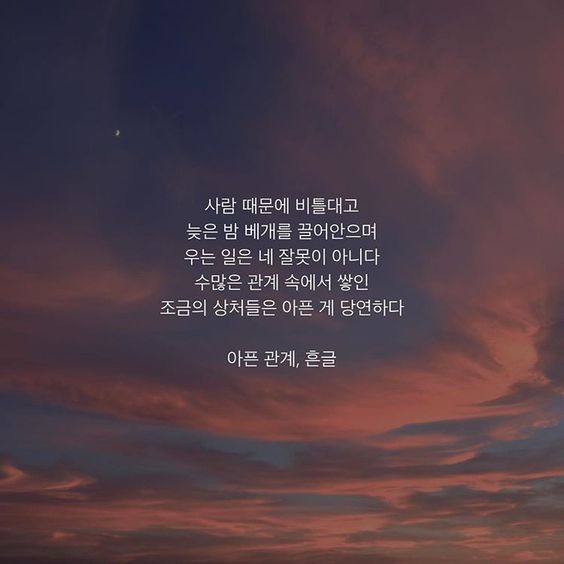 사람 때문에 비틀대고
늦은 밤 베개를 끌어안으며
우는 일은 네 잘못이 아니다
수많은 관계 속에서 쌓인
조금의 상처들은 아픈 게 당연하다
아픈 관계, 흔글